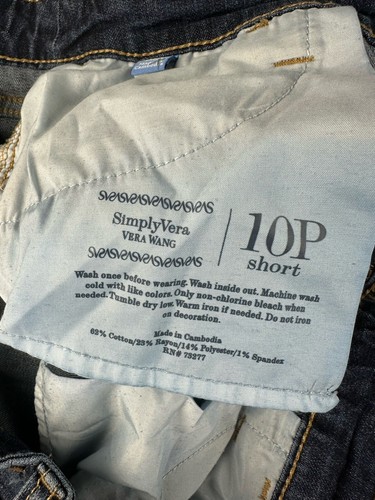 SimplyVera
VERA WANG
10P
short
Wash once before wearing. Wash inside out. Machine wash
cold with like colors. Only non-chlorine bleach when
needed. Tumble dry low. Warm iron if needed. Do not iron
on decoration.
Made in Cambodia
62% Cotton/23% Rayon/14% Polyester/1% Spandex
RN# 73277